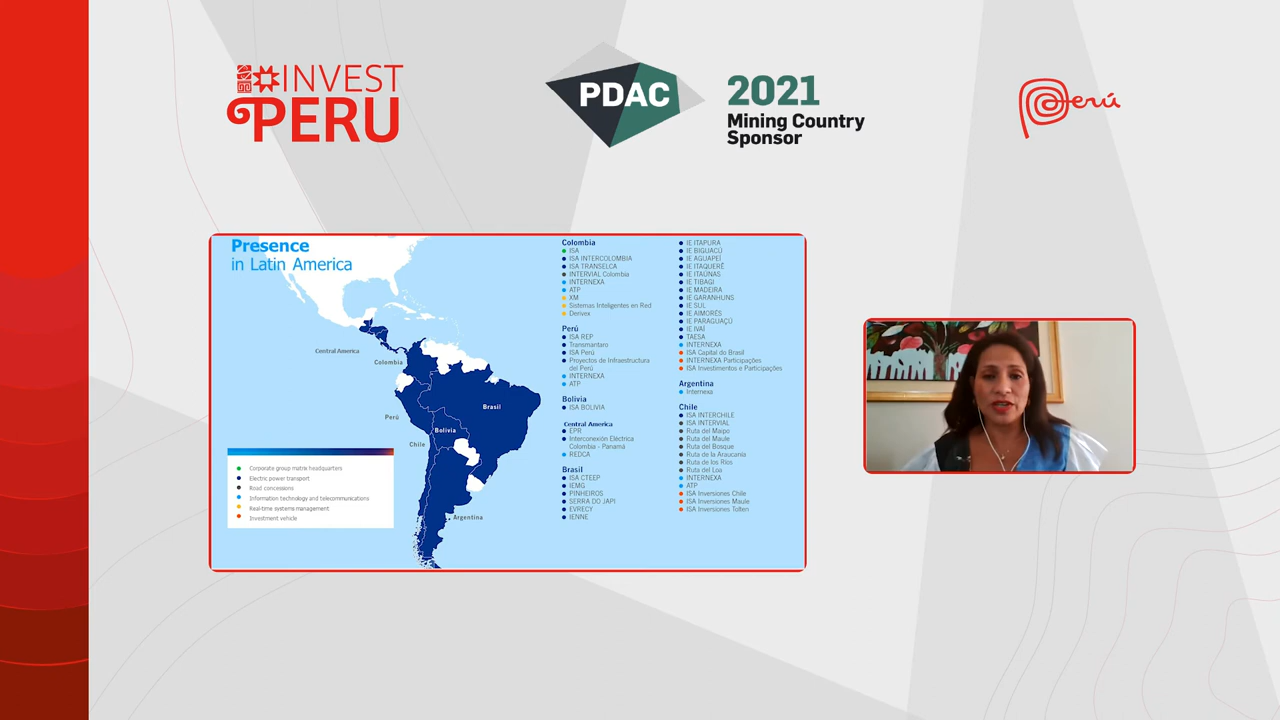 INVEST
PERU
PDAC
2021
Mining Country
Sponsor
Perú
Presence
in Latin America
Central America
Colombia
Perú
Brasil
Bolivia
Chile
Argentina
Corporate group matrix headquarters
Electric power transport
Road concessions
Information technology and telecommunications
Real-time systems management
Investment vehicle
Colombia
ISA
ISA INTERCOLOMBIA
ISA TRANSELCA
INTERVIAL Colombia
INTERNEXA
ATP
XM
Sistemas Inteligentes en Red
Derivex
Perú
ISA REP
Transmantaro
ISA Perú
Proyectos de Infraestructura
del Perú
INTERNEXA
ATP
Bolivia
ISA BOLIVIA
Central America
EPR
Interconexión Eléctrica
Colombia - Panamá
REDCA
Brasil
ISA CTEEP
IEMG
PINHEIROS
SERRA DO JAPI
EVRECY
IENNE
IE ITAPURA
IE BIGUAÇÚ
IE AGUAPEÍ
IE ITAQUERÊ
IE ITAÚNAS
IE TIBAGI
IE MADEIRA
IE GARANHUNS
IE SUL
IE AIMORÉS
IE PARAGUAÇÚ
IE IVAÍ
TAESA
INTERNEXA
ISA Capital do Brasil
INTERNEXA Participações
ISA Investimentos e Participações
Argentina
Internexa
Chile
ISA INTERCHILE
ISA INTERVIAL
Ruta del Maipo
Ruta del Maule
Ruta del Bosque
Ruta de la Araucanía
Ruta de los Ríos
Ruta del Loa
INTERNEXA
ATP
ISA Inversiones Chile
ISA Inversiones Maule
ISA Inversiones Tolten